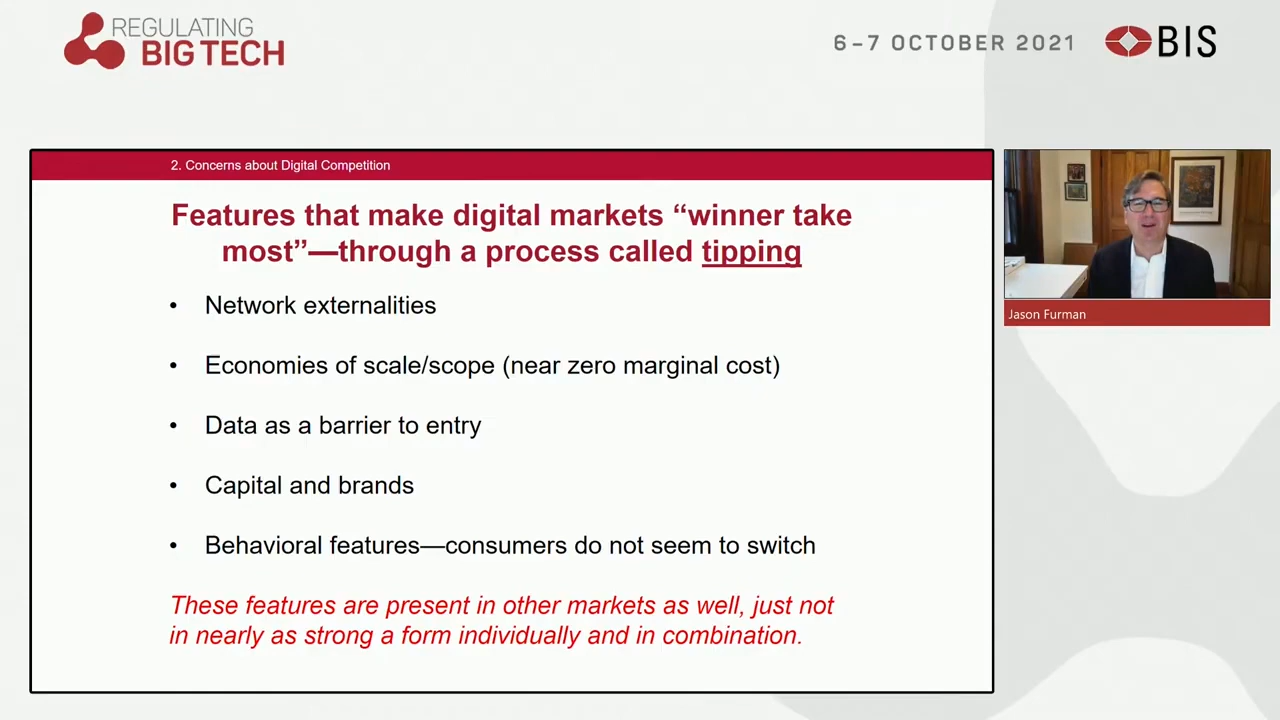 REGULATING
BIG TECH
6–7 OCTOBER 2021
BIS
2. Concerns about Digital Competition
Features that make digital markets “winner take
most”—through a process called tipping
• Network externalities
• Economies of scale/scope (near zero marginal cost)
• Data as a barrier to entry
• Capital and brands
• Behavioral features—consumers do not seem to switch
These features are present in other markets as well, just not
in nearly as strong a form individually and in combination.
Jason Furman